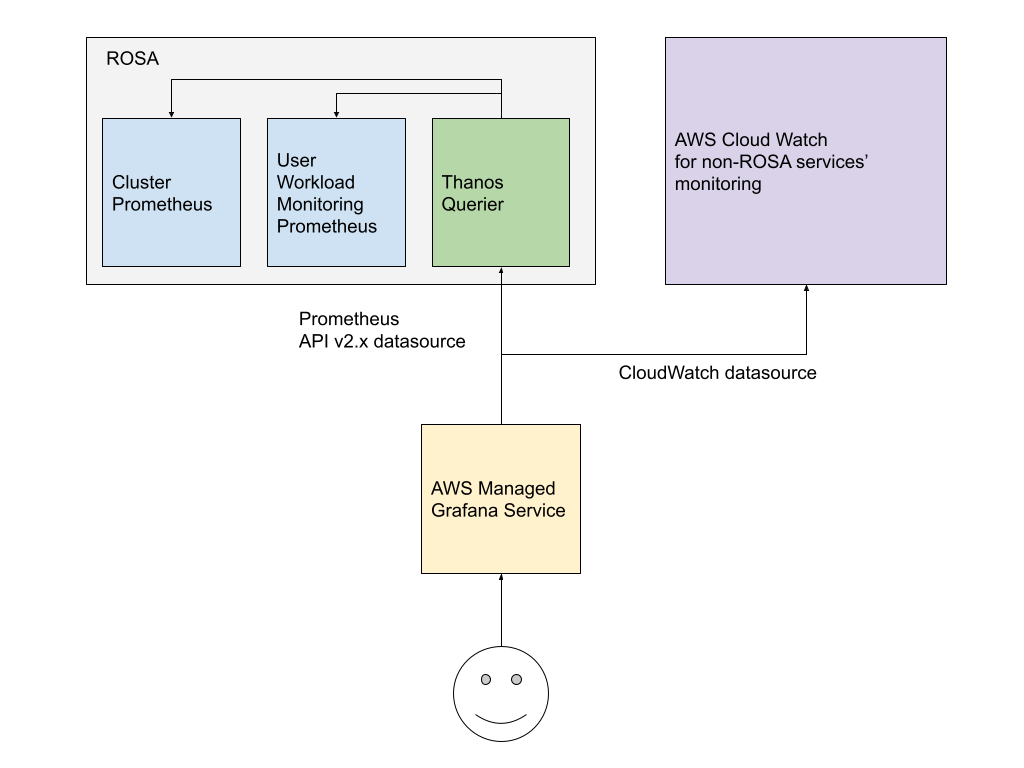 ROSA
Cluster
Prometheus
User
Workload
Monitoring
Prometheus
Thanos
Querier
AWS Cloud Watch
for non-ROSA services’
monitoring
Prometheus
API v2.x datasource
CloudWatch datasource
AWS Managed
Grafana Service